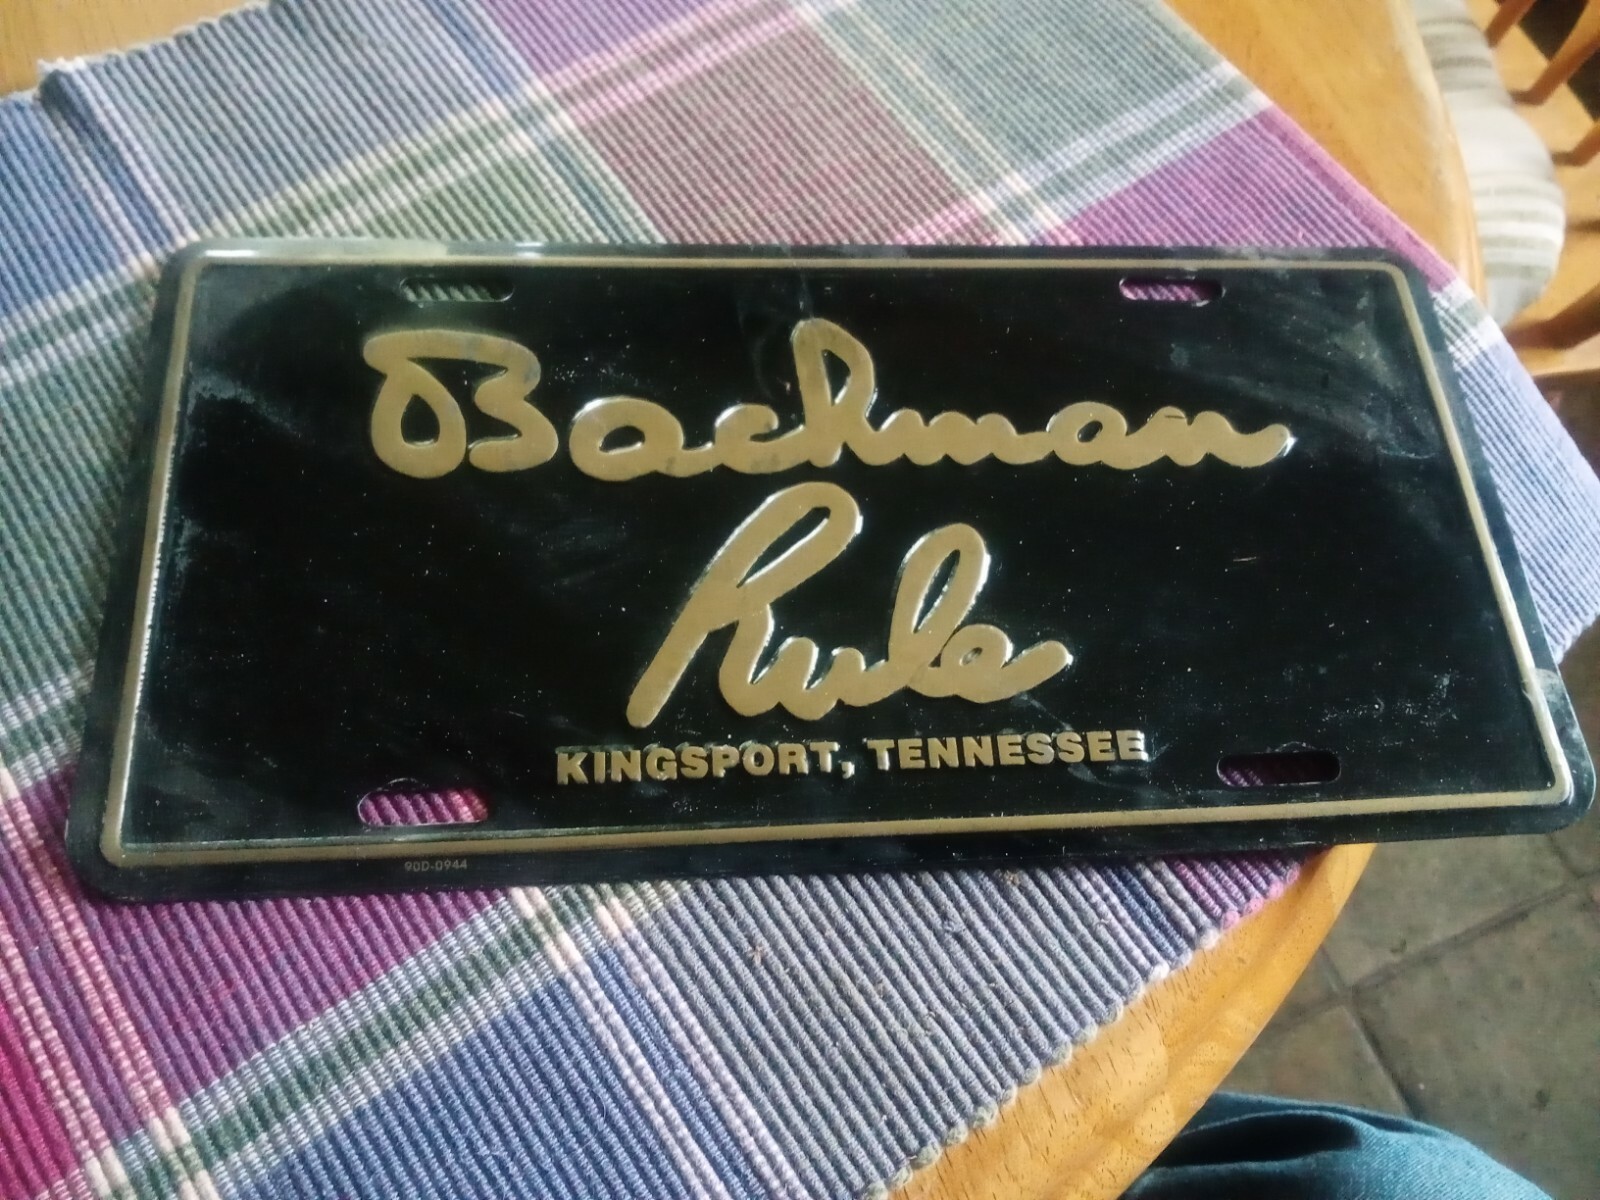 Bachman
Rule
KINGSPORT, TENNESSEE
90D-0944